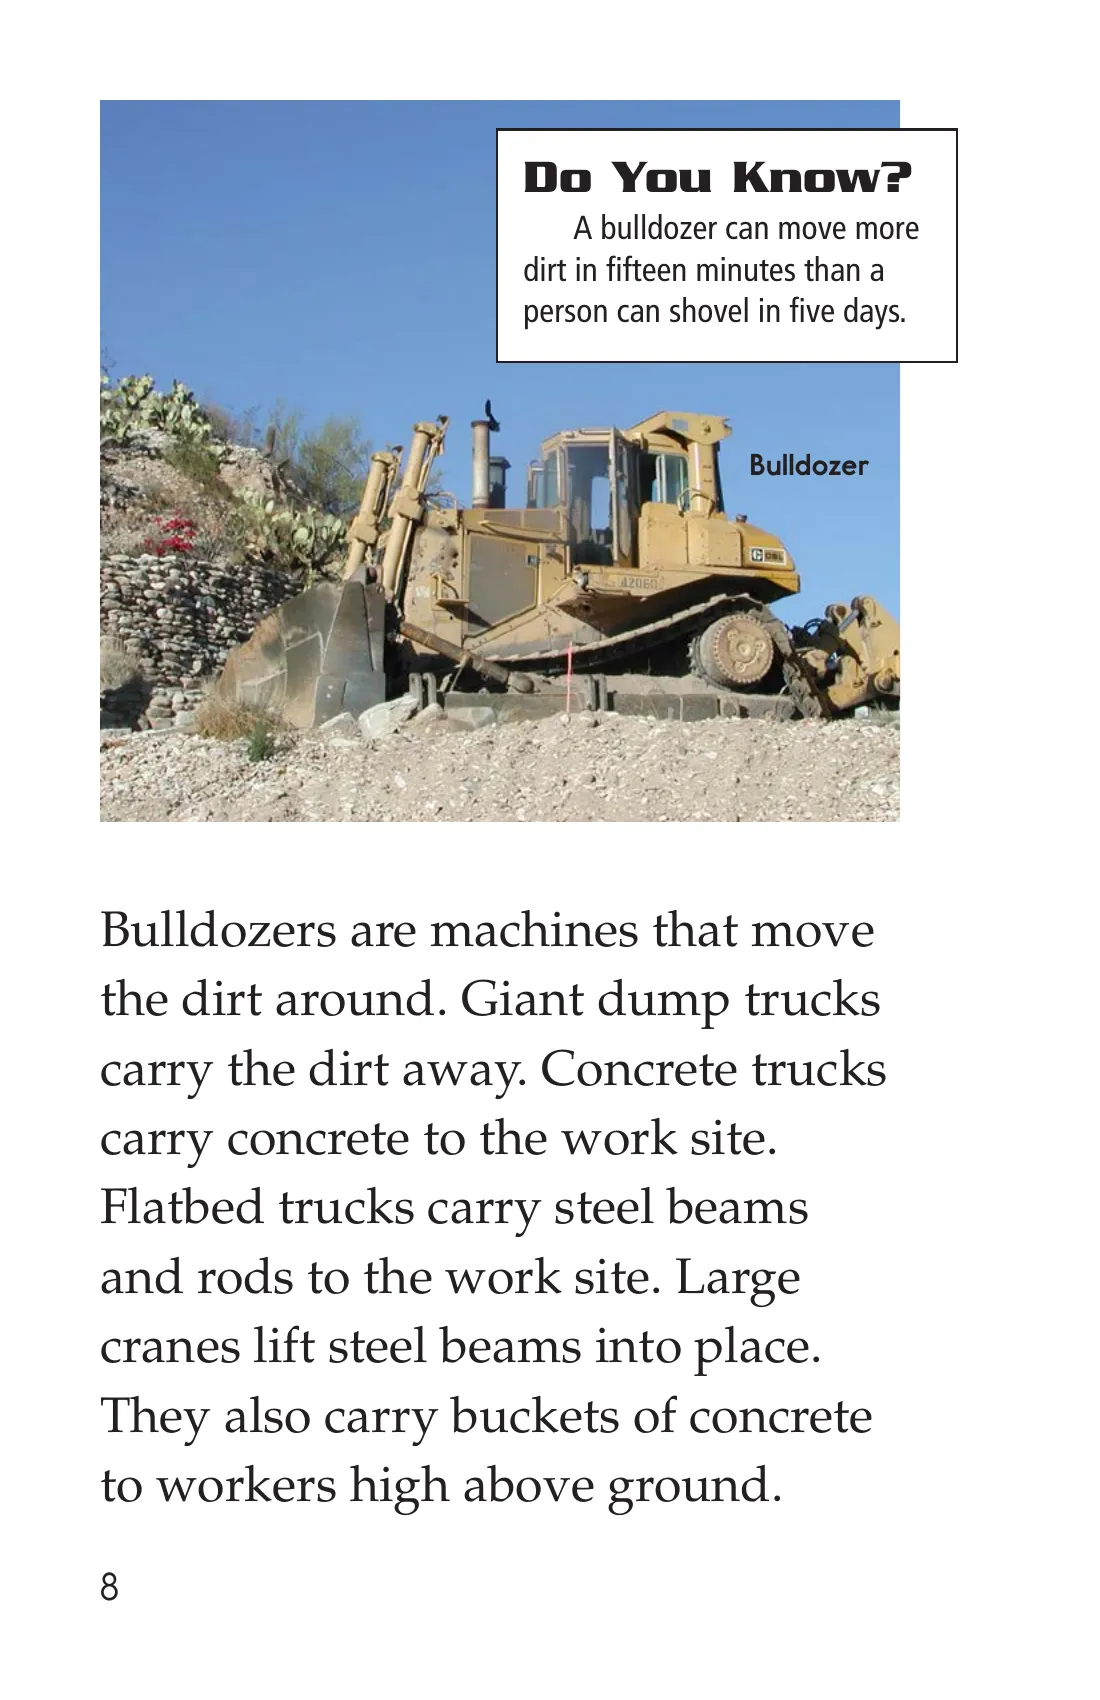 Do You Know?
A bulldozer can move more
dirt in fifteen minutes than a
person can shovel in five days.
Bulldozer
42060
Bulldozers are machines that move
the dirt around. Giant dump trucks
carry the dirt away. Concrete trucks
carry concrete to the work site.
Flatbed trucks carry steel beams
and rods to the work site. Large
cranes lift steel beams into place.
They also carry buckets of concrete
to workers high above ground.
8